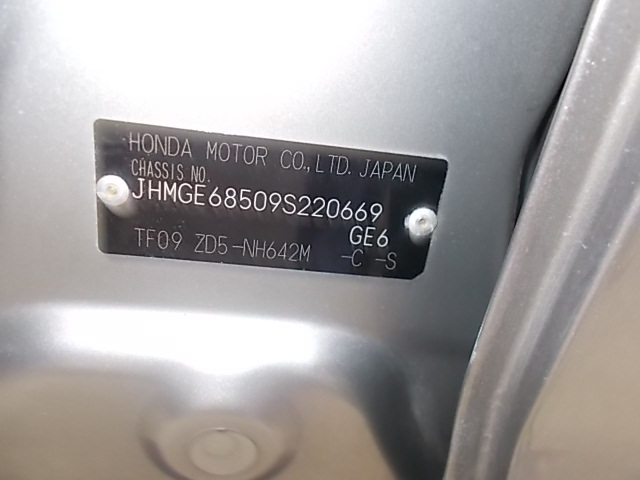 HONDA MOTOR CO.,LTD. JAPAN
CHASSIS NO.
JHMGE68509S220669
GE6
TF09 ZD5-NH642M -C -S